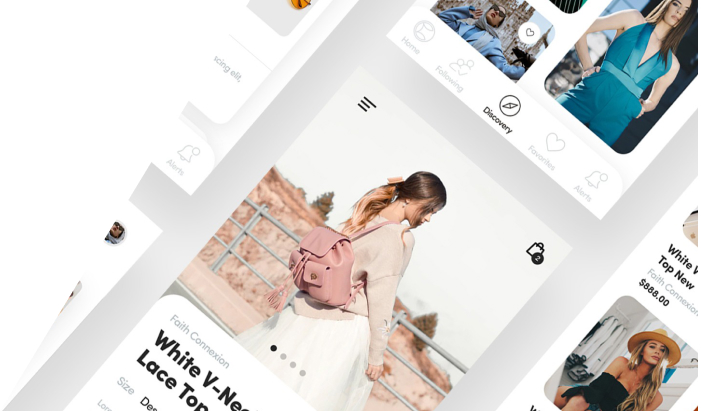 scing elit,
Alerts
Home
Following
Discovery
Favorites
Alerts
2
Faith Connexion
White V-Nec
Lace Top
Size
Des
White V
Top New
Faith Connexion
$888.00